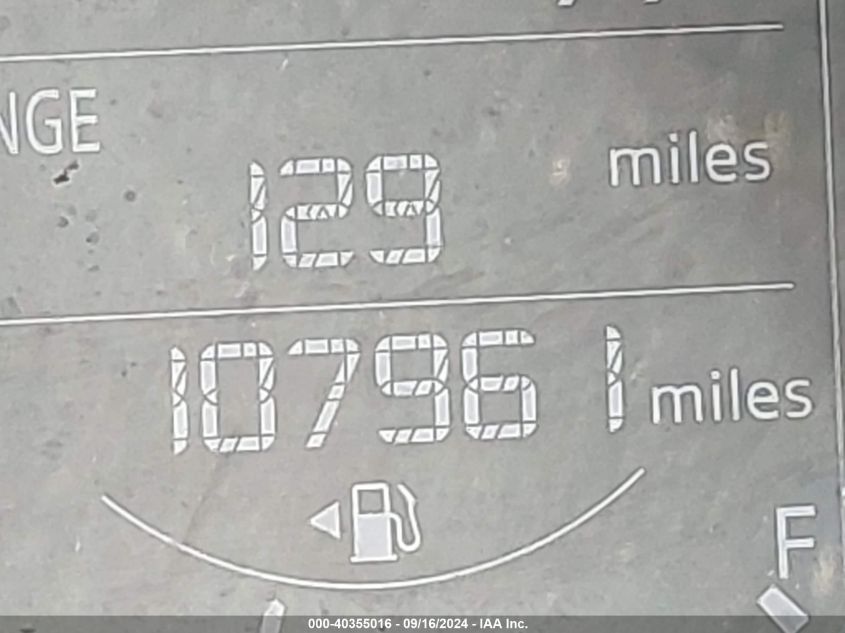 NGE
129 miles
107961 miles
F
000-40355016 - 09/16/2024 - IAA Inc.